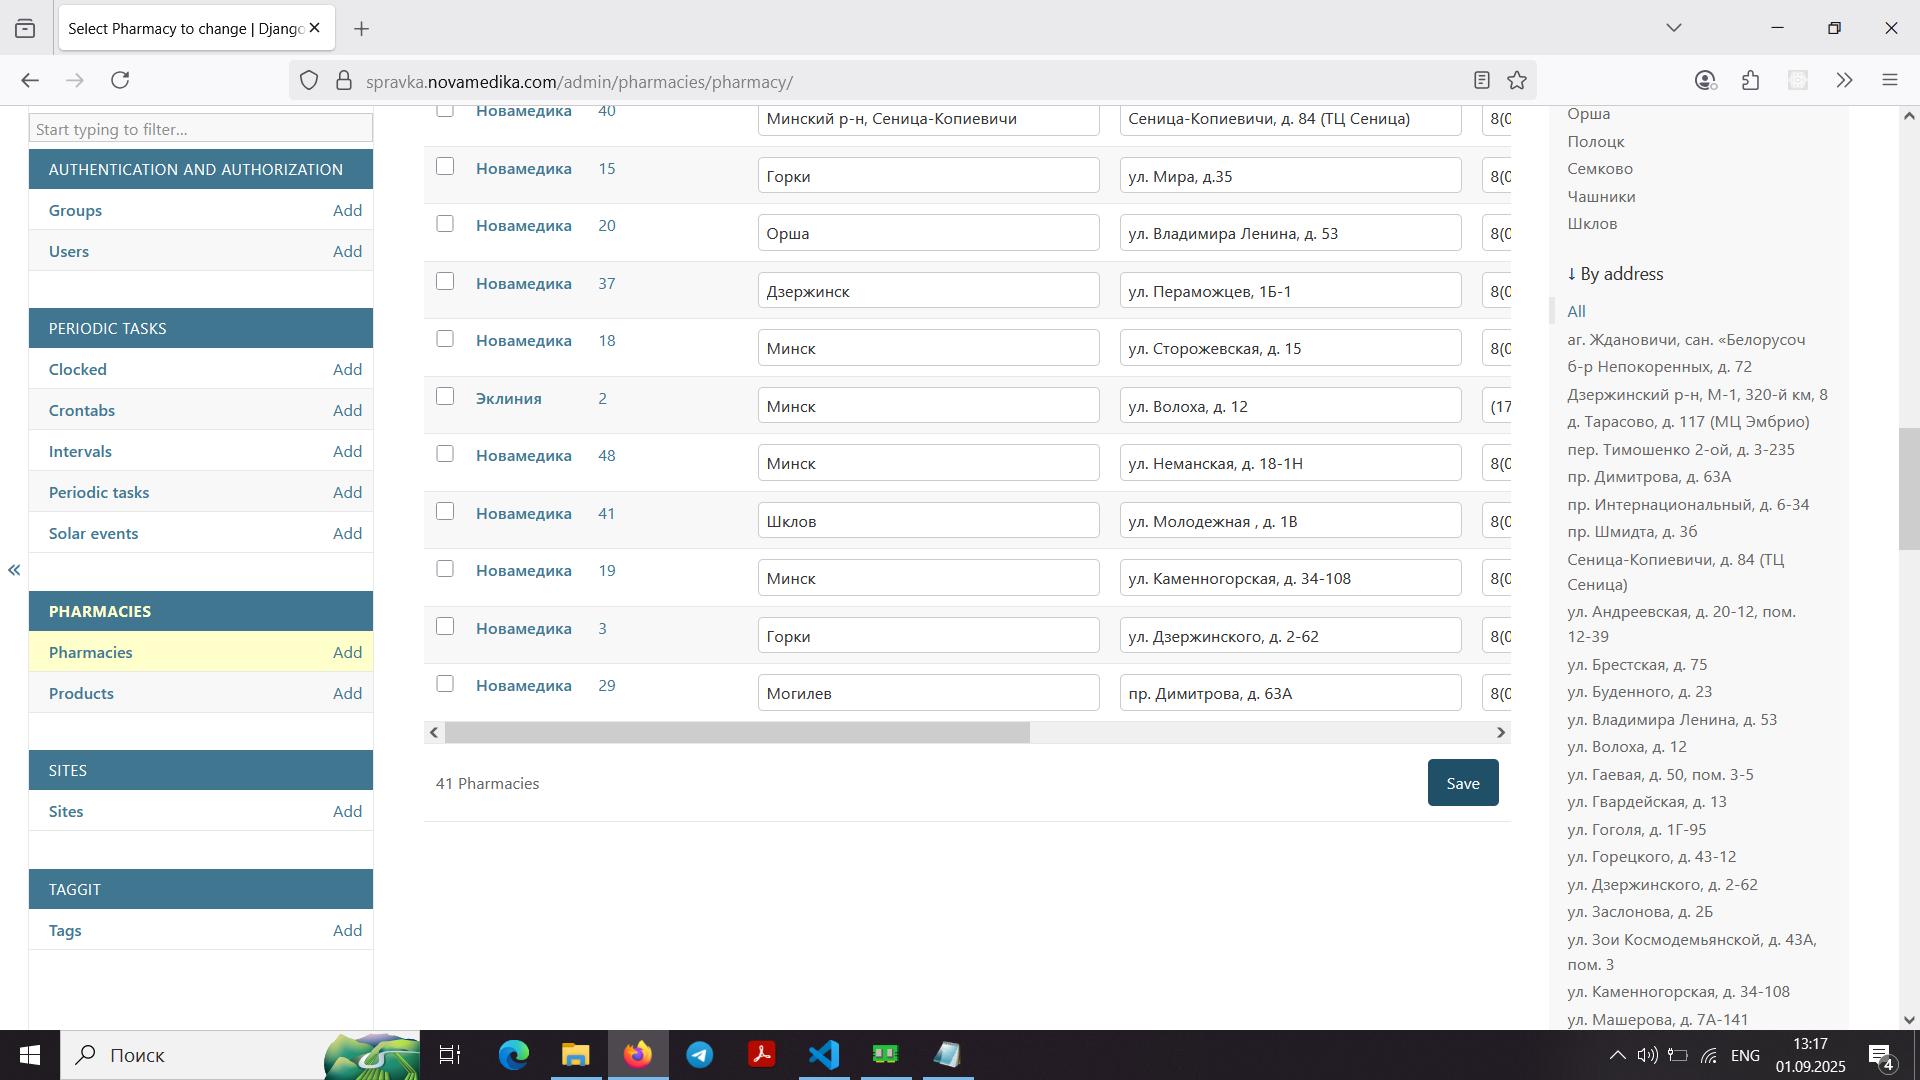 Select Pharmacy to change | Django
spravka.novamedika.com/admin/pharmacies/pharmacy/
Start typing to filter...
AUTHENTICATION AND AUTHORIZATION
Groups Add
Users Add
PERIODIC TASKS
Clocked Add
Crontabs Add
Intervals Add
Periodic tasks Add
Solar events Add
«
PHARMACIES
Pharmacies Add
Products Add
SITES
Sites Add
TAGGIT
Tags Add
Новамедика 40 Минский р-н, Сеница-Копиевичи Сеница-Копиевичи, д. 84 (ТЦ Сеница) 8(0
Новамедика 15 Горки ул. Мира, д.35 8(0
Новамедика 20 Орша ул. Владимира Ленина, д. 53 8(0
Новамедика 37 Дзержинск ул. Пераможцев, 1Б-1 8(0
Новамедика 18 Минск ул. Сторожевская, д. 15 8(0
Эклиния 2 Минск ул. Волоха, д. 12 (17
Новамедика 48 Минск ул. Неманская, д. 18-1Н 8(0
Новамедика 41 Шклов ул. Молодежная , д. 1В 8(0
Новамедика 19 Минск ул. Каменногорская, д. 34-108 8(0
Новамедика 3 Горки ул. Дзержинского, д. 2-62 8(0
Новамедика 29 Могилев пр. Димитрова, д. 63А 8(0
41 Pharmacies Save
Орша
Полоцк
Семково
Чашники
Шклов
↓ By address
All
аг. Ждановичи, сан. «Белорусоч
б-р Непокоренных, д. 72
Дзержинский р-н, М-1, 320-й км, 8
д. Тарасово, д. 117 (МЦ Эмбрио)
пер. Тимошенко 2-ой, д. 3-235
пр. Димитрова, д. 63А
пр. Интернациональный, д. 6-34
пр. Шмидта, д. 3б
Сеница-Копиевичи, д. 84 (ТЦ
Сеница)
ул. Андреевская, д. 20-12, пом.
12-39
ул. Брестская, д. 75
ул. Буденного, д. 23
ул. Владимира Ленина, д. 53
ул. Волоха, д. 12
ул. Гаевая, д. 50, пом. 3-5
ул. Гвардейская, д. 13
ул. Гоголя, д. 1Г-95
ул. Горецкого, д. 43-12
ул. Дзержинского, д. 2-62
ул. Заслонова, д. 2Б
ул. Зои Космодемьянской, д. 43А,
пом. 3
ул. Каменногорская, д. 34-108
ул. Машерова, д. 7А-141
Поиск
ENG
13:17
01.09.2025
4